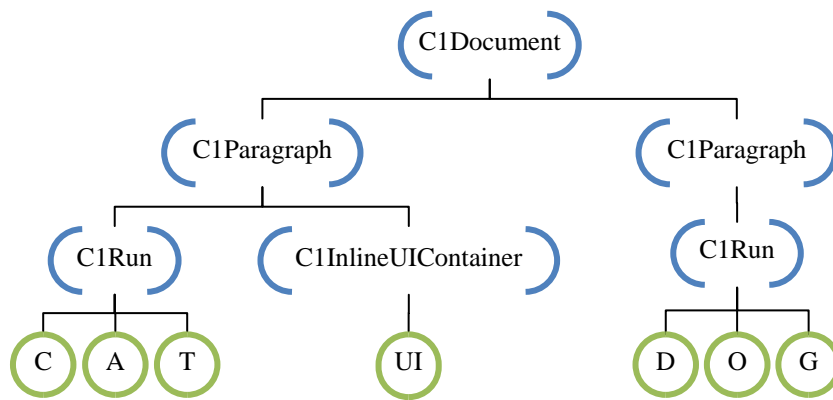 C1Document
C1Paragraph C1Paragraph
C1Run C1InlineUIContainer C1Run
C A T UI D O G